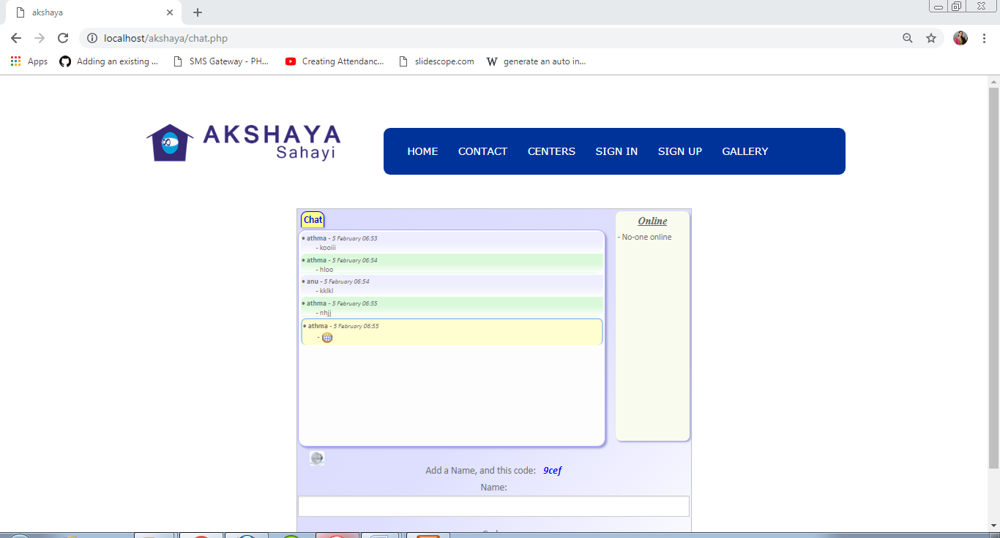 akshaya
localhost/akshaya/chat.php
Apps
Adding an existing ...
SMS Gateway - PH...
Creating Attendanc...
slidescope.com
generate an auto in...
AKSHAYA
Sahayi
HOME CONTACT CENTERS SIGN IN SIGN UP GALLERY
Chat
• athma - 5 February 06:53
- kooiii
• athma - 5 February 06:54
- hloo
• anu - 5 February 06:54
- kklkl
• athma - 5 February 06:55
- nhjj
• athma - 5 February 06:55
-
Online
- No-one online
Add a Name, and this code: 9cef
Name: